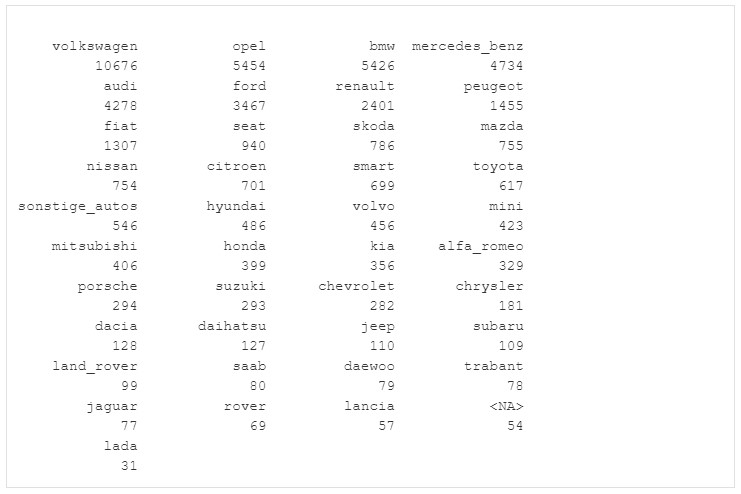 volkswagen opel bmw mercedes_benz
10676 5454 5426 4734
audi ford renault peugeot
4278 3467 2401 1455
fiat seat skoda mazda
1307 940 786 755
nissan citroen smart toyota
754 701 699 617
sonstige_autos hyundai volvo mini
546 486 456 423
mitsubishi honda kia alfa_romeo
406 399 356 329
porsche suzuki chevrolet chrysler
294 293 282 181
dacia daihatsu jeep subaru
128 127 110 109
land_rover saab daewoo trabant
99 80 79 78
jaguar rover lancia <NA>
77 69 57 54
lada
31